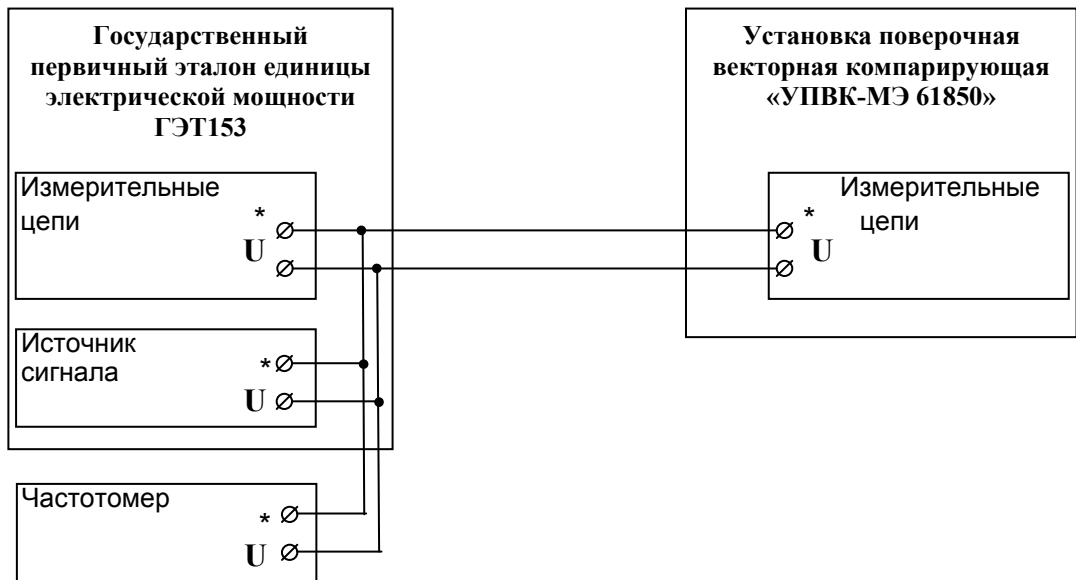 Государственный
первичный эталон единицы
электрической мощности
ГЭТ153
Измерительные
цепи
*
U
Источник
сигнала
*
U
Частотомер
*
U
Установка поверочная
векторная компарирующая
«УПВК-МЭ 61850»
Измерительные
цепи
*
U